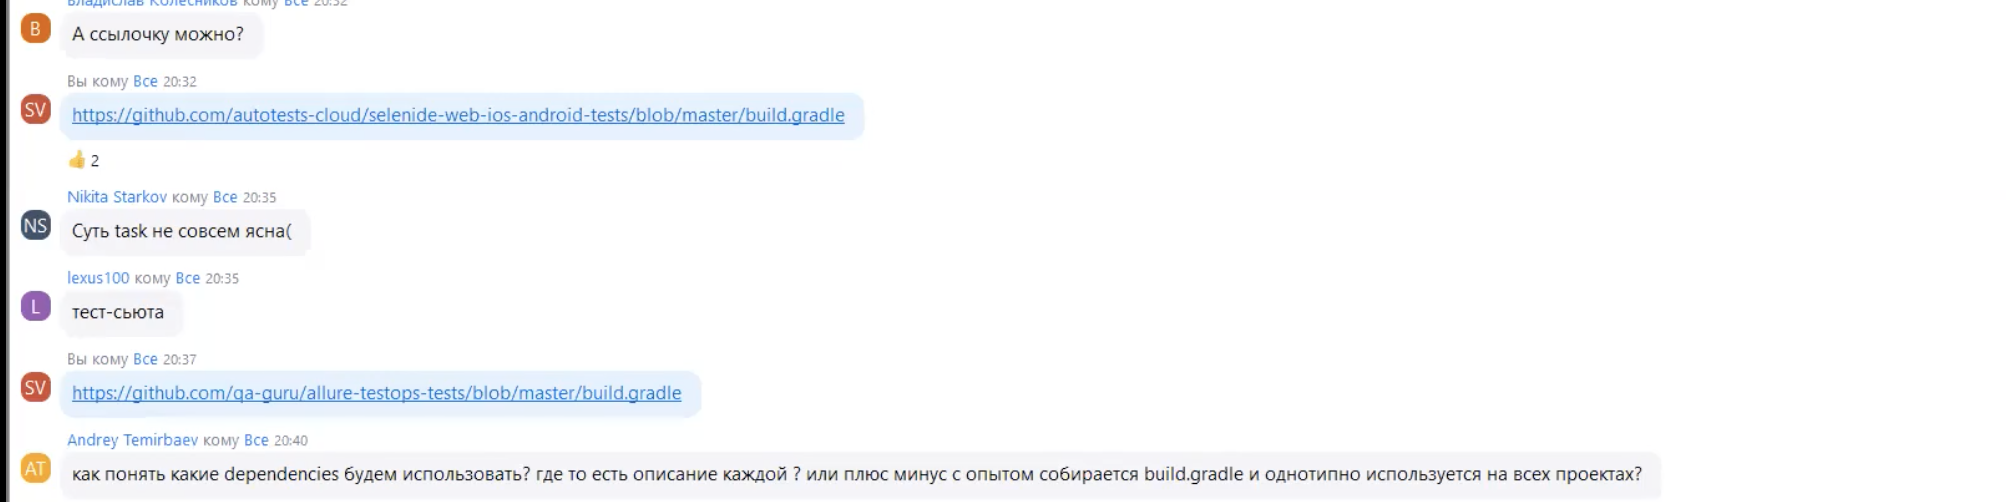 Владислав Колесников кому Все 20:32
В
А ссылочку можно?
Вы кому Все 20:32
SV
https://github.com/autotests-cloud/selenide-web-ios-android-tests/blob/master/build.gradle
👍 2
Nikita Starkov кому Все 20:35
NS
Суть task не совсем ясна(
lexus100 кому Все 20:35
L
тест-сьюта
Вы кому Все 20:37
SV
https://github.com/qa-guru/allure-testops-tests/blob/master/build.gradle
Andrey Temirbaev кому Все 20:40
AT
как понять какие dependencies будем использовать? где то есть описание каждой ? или плюс минус с опытом собирается build.gradle и однотипно используется на всех проектах?